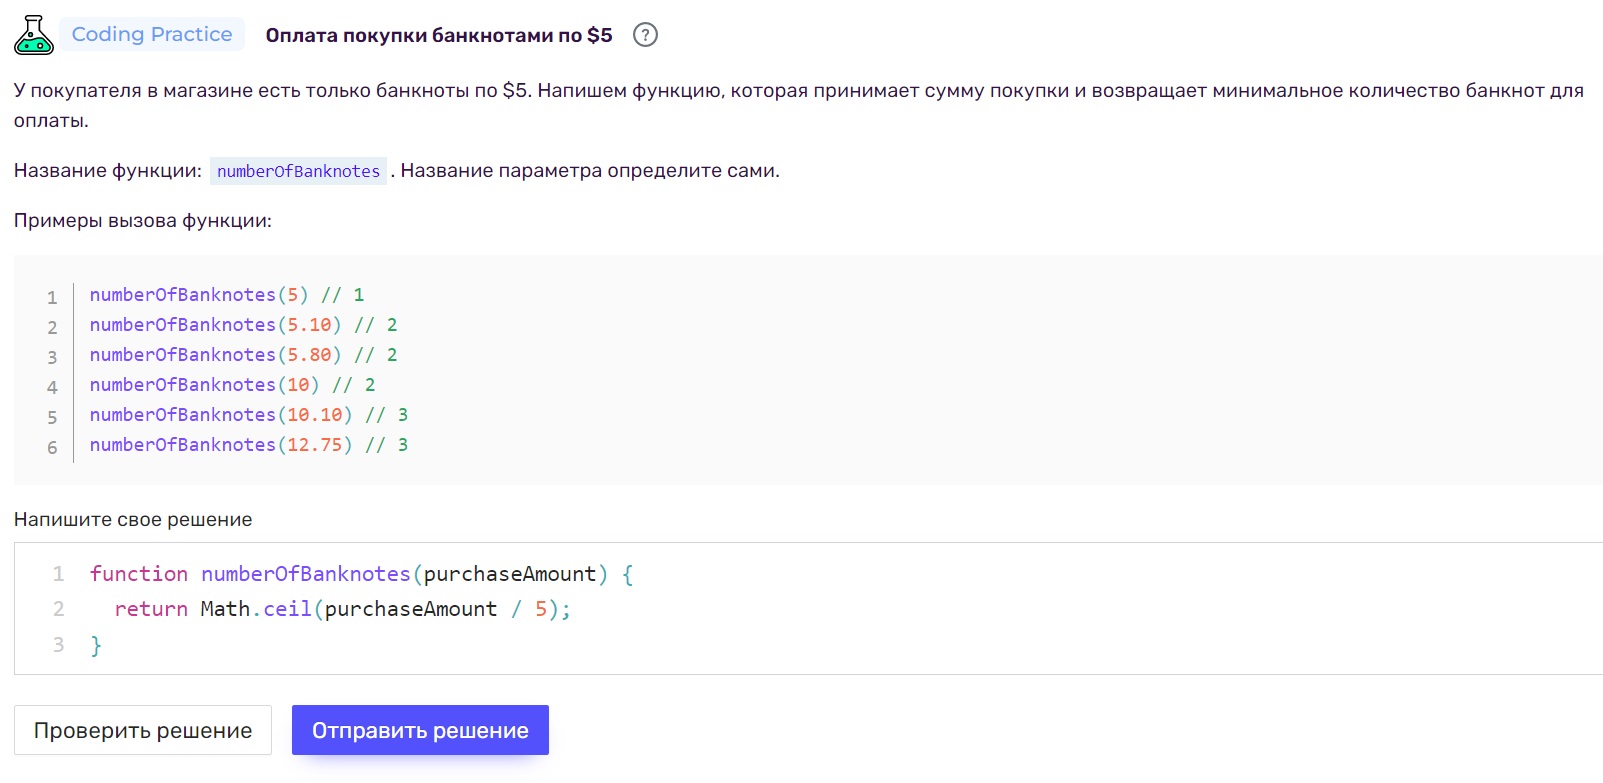 Coding Practice Оплата покупки банкнотами по $5 ?
У покупателя в магазине есть только банкноты по $5. Напишем функцию, которая принимает сумму покупки и возвращает минимальное количество банкнот для
оплаты.
Название функции: numberOfBanknotes . Название параметра определите сами.
Примеры вызова функции:
1 numberOfBanknotes(5) // 1
2 numberOfBanknotes(5.10) // 2
3 numberOfBanknotes(5.80) // 2
4 numberOfBanknotes(10) // 2
5 numberOfBanknotes(10.10) // 3
6 numberOfBanknotes(12.75) // 3
Напишите свое решение
1 function numberOfBanknotes(purchaseAmount) {
2 return Math.ceil(purchaseAmount / 5);
3 }
Проверить решение Отправить решение